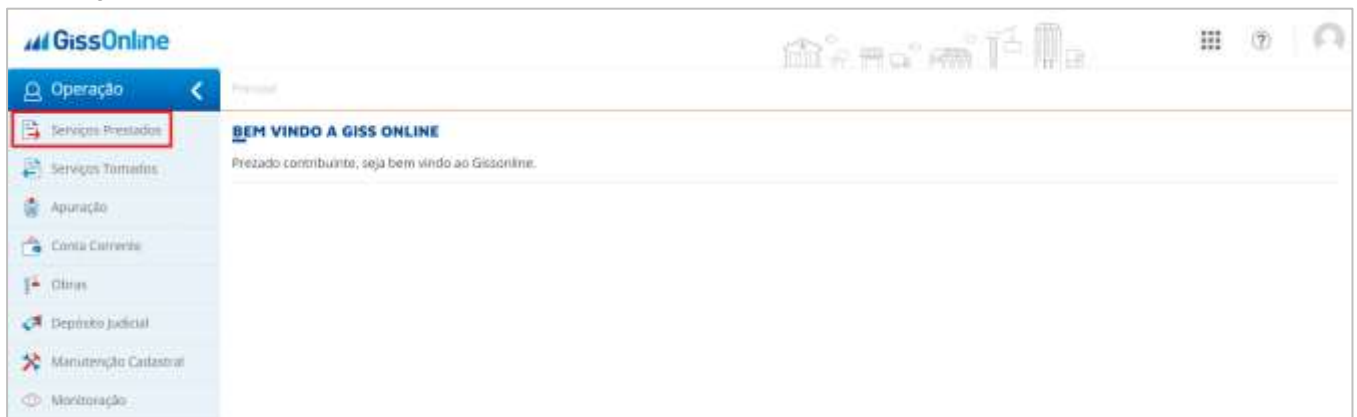 GissOnline
Operação
Principal
Serviços Prestados
BEM VINDO A GISS ONLINE
Prezado contribuinte, seja bem vindo ao Gissonline.
Serviços Tomados
Apuração
Conta Corrente
Obras
Depósito Judicial
Manutenção Cadastral
Monitoração